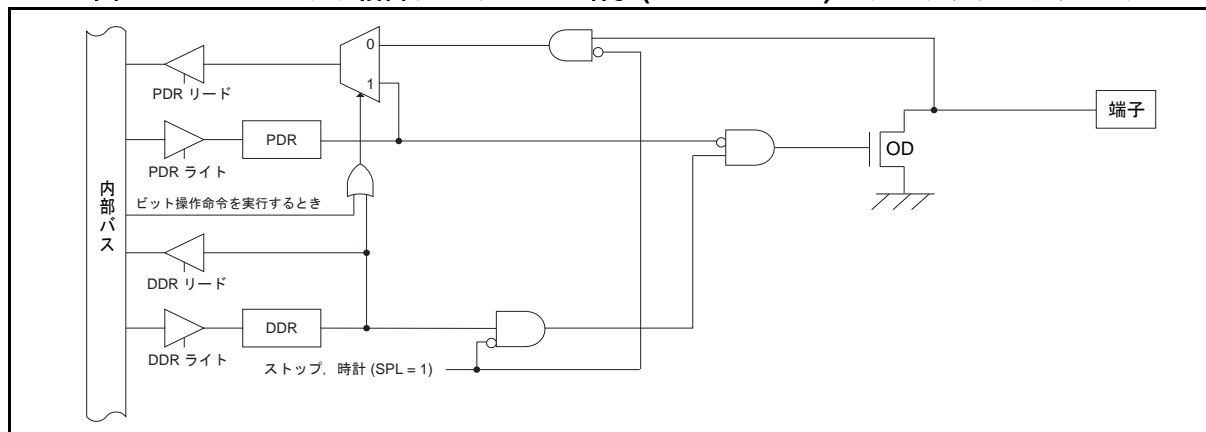 0
1
PDR リード
PDR
PDR ライト
端子
OD
内部バス
ビット操作命令を実行するとき
DDR リード
DDR
DDR ライト
ストップ, 時計 (SPL = 1)